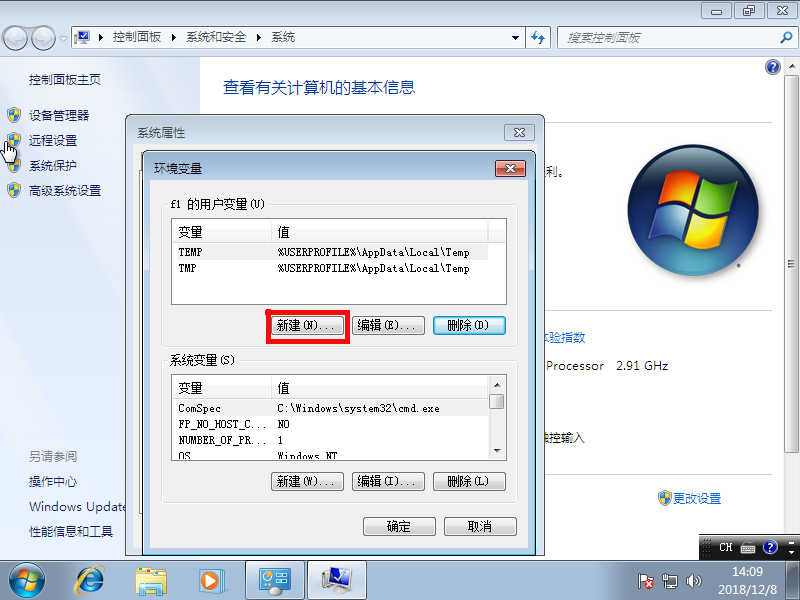 控制面板 ▸ 系统和安全 ▸ 系统
搜索控制面板
控制面板主页
设备管理器
远程设置
系统保护
高级系统设置
另请参阅
操作中心
Windows Update
性能信息和工具
查看有关计算机的基本信息
利。
验指数
Processor 2.91 GHz
控输入
更改设置
系统属性
环境变量
f1 的用户变量(U)
变量 值
TEMP %USERPROFILE%\AppData\Local\Temp
TMP %USERPROFILE%\AppData\Local\Temp
新建(N)... 编辑(E)... 删除(D)
系统变量(S)
变量 值
ComSpec C:\Windows\system32\cmd.exe
FP_NO_HOST_C... NO
NUMBER_OF_PR... 1
OS Windows_NT
新建(W)... 编辑(I)... 删除(L)
确定 取消
CH
14:09
2018/12/8